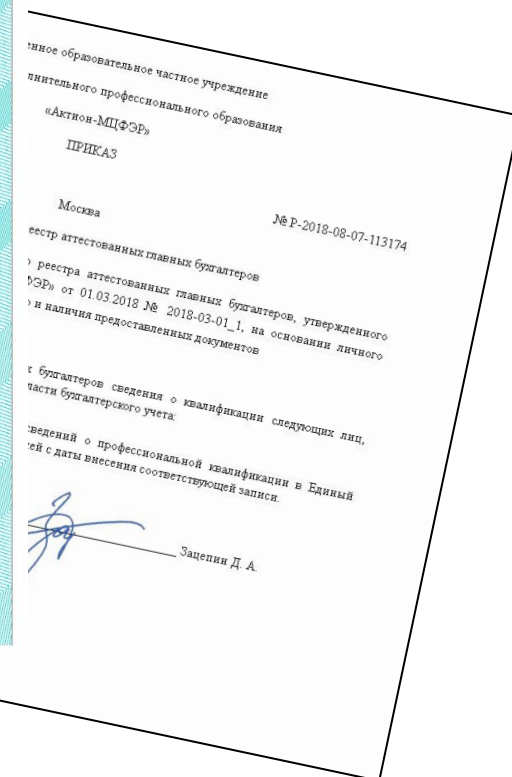 енное образовательное частное учреждение
лнительного профессионального образования
«Актион-МЦФЭР»
ПРИКАЗ
Москва
№ Р-2018-08-07-113174
еестр аттестованных главных бухгалтеров
реестра аттестованных главных бухгалтеров, утвержденного
ФЭР» от 01.03.2018 № 2018-03-01_1, на основании личного
и наличия предоставленных документов
бухгалтеров сведения о квалификации следующих лиц,
ласти бухгалтерского учета:
сведений о профессиональной квалификации в Единый
ей с даты внесения соответствующей записи.
Зацепин Д. А.